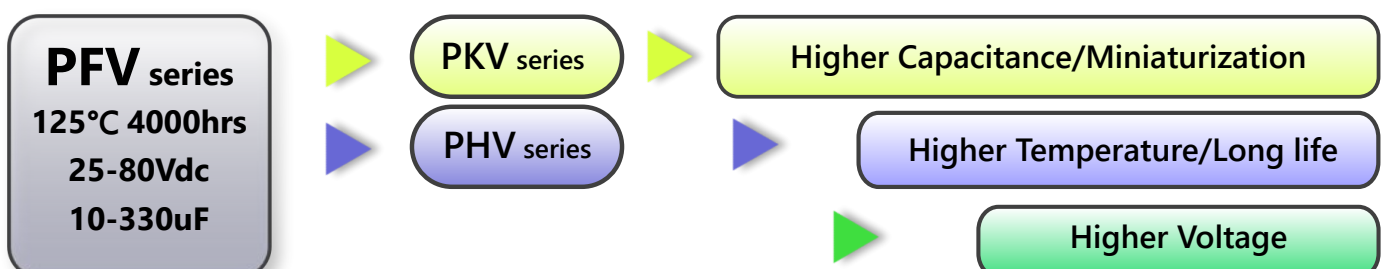 PFV series
125℃ 4000hrs
25-80Vdc
10-330uF
PKV series
Higher Capacitance/Miniaturization
PHV series
Higher Temperature/Long life
Higher Voltage